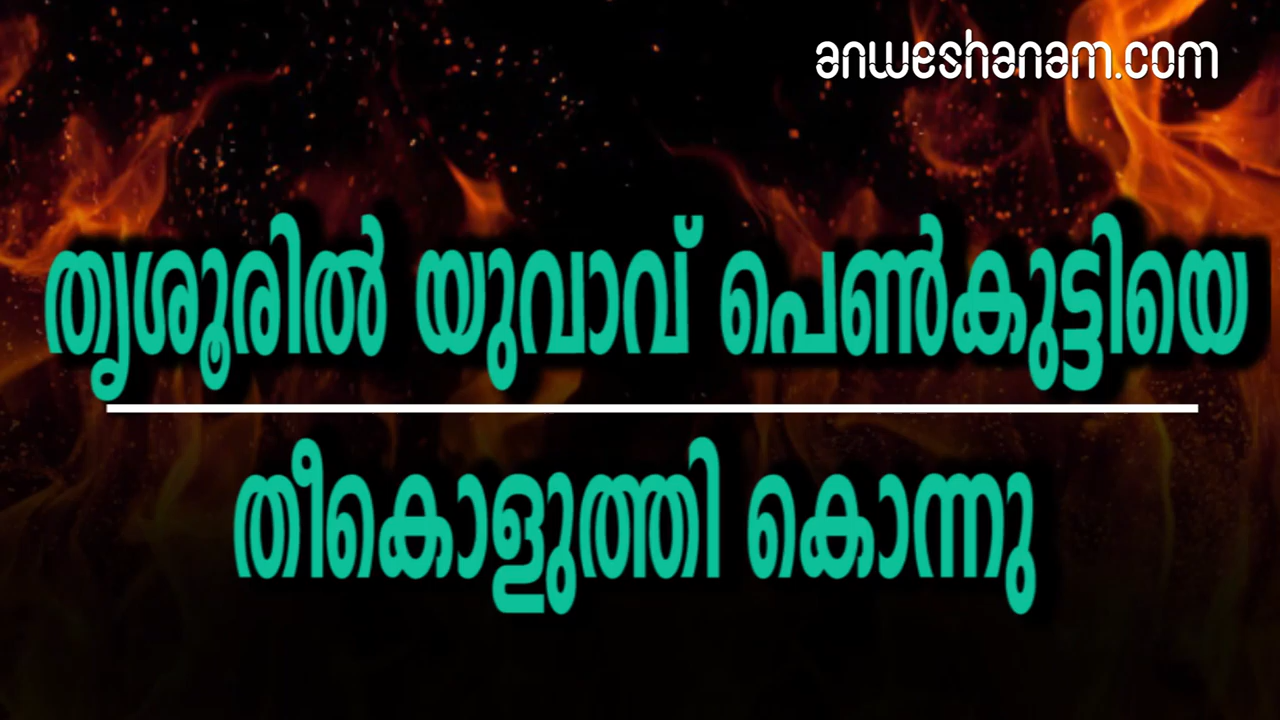 anweshanam.com
തൃശൂരിൽ യുവാവ് പെൺകുട്ടിയെ
തീകൊളുത്തി കൊന്നു